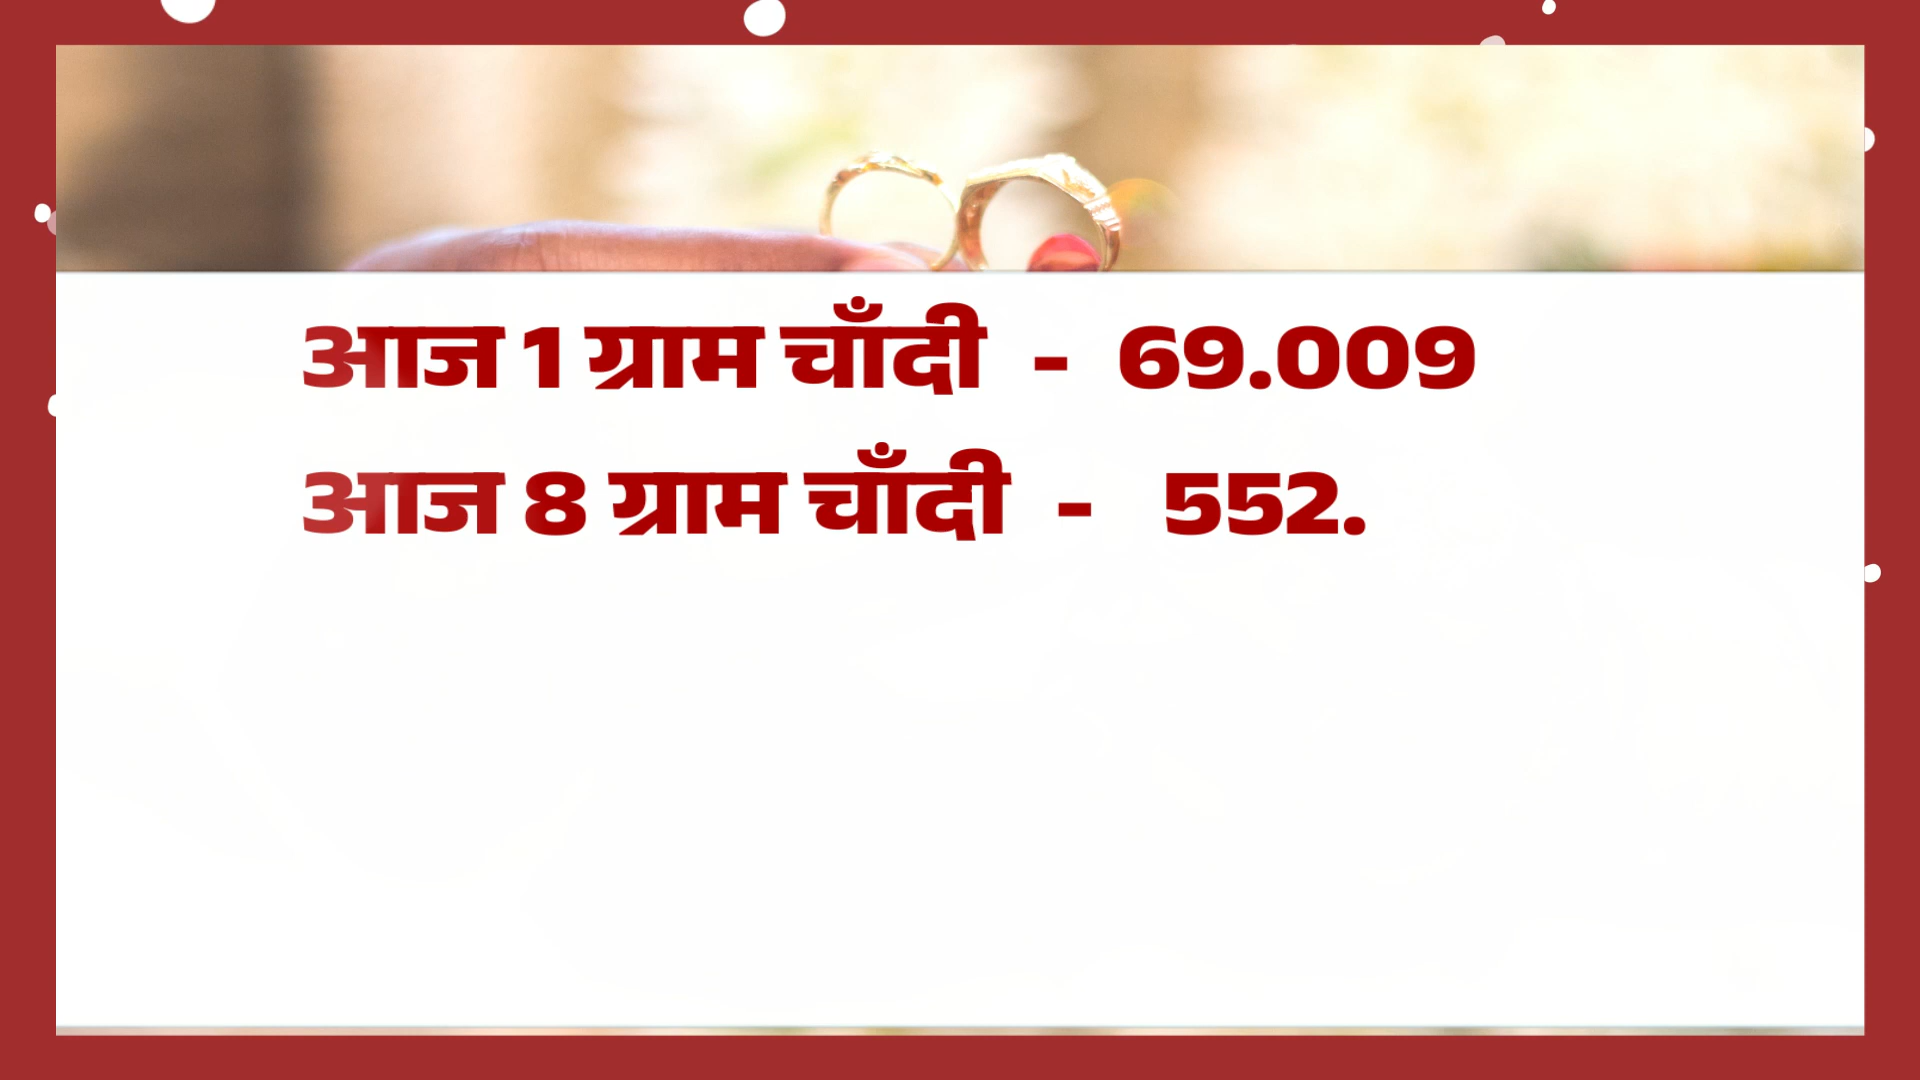 आज 1 ग्राम चाँदी - 69.009
आज 8 ग्राम चाँदी - 552.